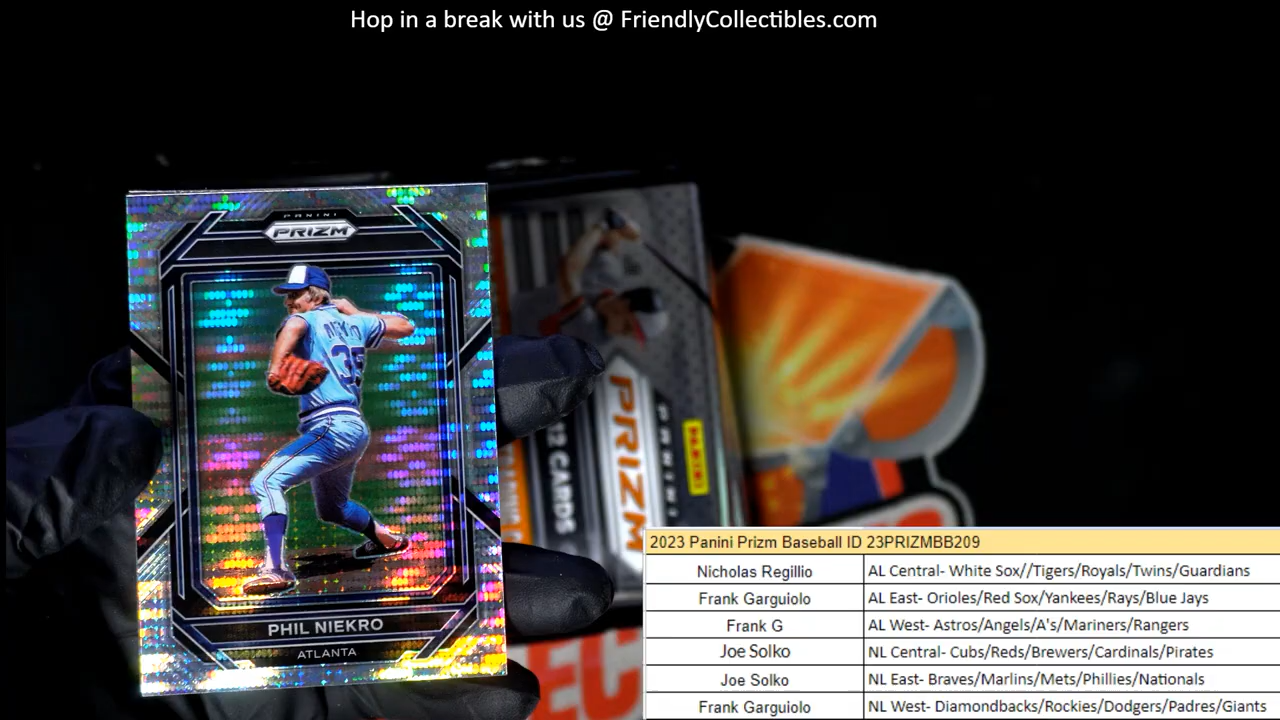 Hop in a break with us @ FriendlyCollectibles.com
PANINI
PRIZM
NIEKRO
35
PHIL NIEKRO
ATLANTA
12 CARDS
PRIZM
PANINI
PANINI
2023 Panini Prizm Baseball ID 23PRIZMBB209
Nicholas Regillio AL Central- White Sox//Tigers/Royals/Twins/Guardians
Frank Garguiolo AL East- Orioles/Red Sox/Yankees/Rays/Blue Jays
Frank G AL West- Astros/Angels/A's/Mariners/Rangers
Joe Solko NL Central- Cubs/Reds/Brewers/Cardinals/Pirates
Joe Solko NL East- Braves/Marlins/Mets/Phillies/Nationals
Frank Garguiolo NL West- Diamondbacks/Rockies/Dodgers/Padres/Giants